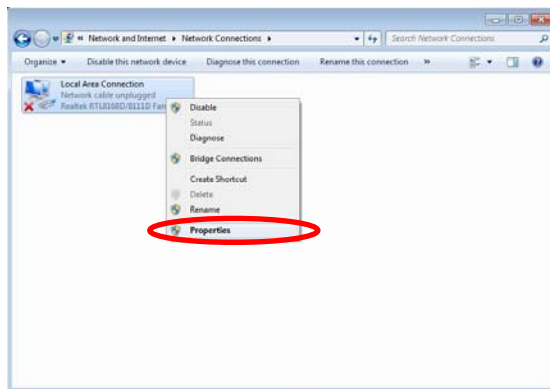 « Network and Internet ▸ Network Connections ▸
Search Network Connections
Organize ▾ Disable this network device Diagnose this connection Rename this connection »
Local Area Connection
Network cable unplugged
Realtek RTL8168D/8111D Fam
Disable
Status
Diagnose
Bridge Connections
Create Shortcut
Delete
Rename
Properties